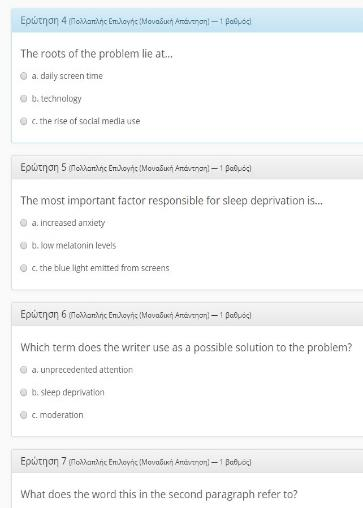 Ερώτηση 4 (Πολλαπλής Επιλογής (Μοναδική Απάντηση) — 1 βαθμός)
The roots of the problem lie at...
a. daily screen time
b. technology
c. the rise of social media use
Ερώτηση 5 (Πολλαπλής Επιλογής (Μοναδική Απάντηση) — 1 βαθμός)
The most important factor responsible for sleep deprivation is...
a. increased anxiety
b. low melatonin levels
c. the blue light emitted from screens
Ερώτηση 6 (Πολλαπλής Επιλογής (Μοναδική Απάντηση) — 1 βαθμός)
Which term does the writer use as a possible solution to the problem?
a. unprecedented attention
b. sleep deprivation
c. moderation
Ερώτηση 7 (Πολλαπλής Επιλογής (Μοναδική Απάντηση) — 1 βαθμός)
What does the word this in the second paragraph refer to?